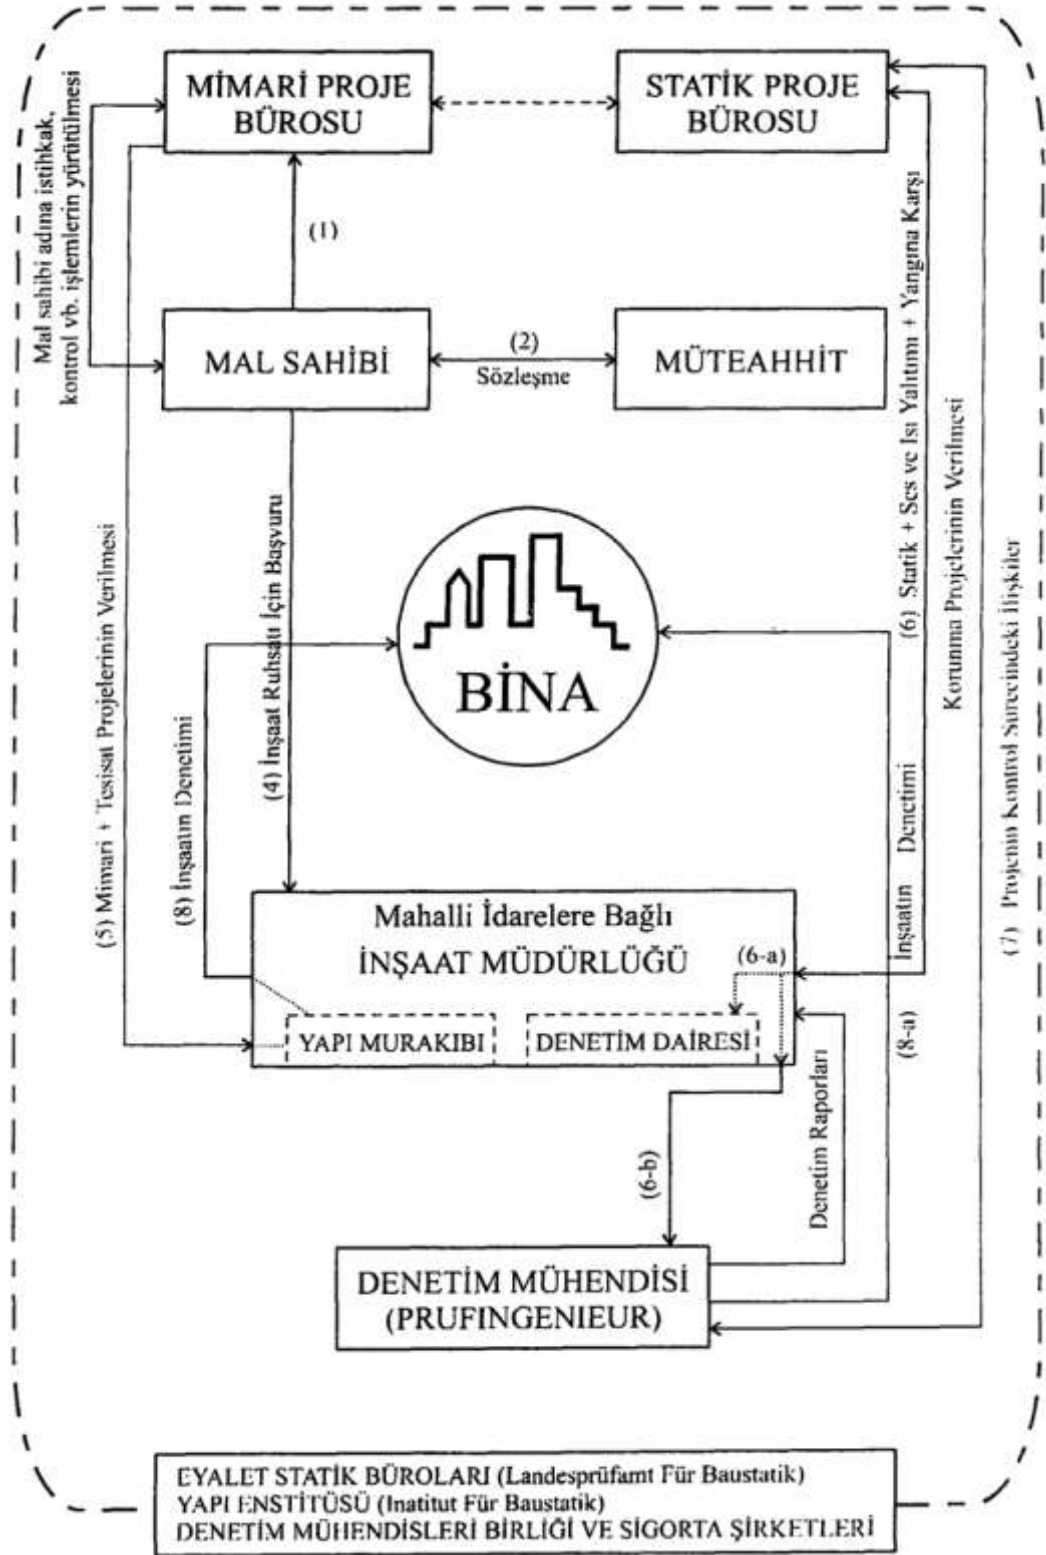 MİMARİ PROJE
BÜROSU
STATİK PROJE
BÜROSU
Mal sahibi adına istihkak,
kontrol vb. işlemlerin yürütülmesi
(1)
MAL SAHİBİ
(2)
Sözleşme
MÜTEAHHİT
(6) Statik + Ses ve Isı Yalıtımı + Yangına Karşı
Korunma Projelerinin Verilmesi
(7) Projenin Kontrol Surecindeki İlişkiler
(5) Mimari + Tesisat Projelerinin Verilmesi
(8) İnşaatın Denetimi
(4) İnşaat Ruhsatı İçin Başvuru
BİNA
(8-a) İnşaatın Denetimi
Mahalli İdarelere Bağlı
İNŞAAT MÜDÜRLÜĞÜ
(6-a)
YAPI MURAKIBI
DENETİM DAİRESİ
(6-b)
Denetim Raporları
DENETİM MÜHENDİSİ
(PRUFINGENIEUR)
EYALET STATİK BÜROLARI (Landesprüfamt Für Baustatik)
YAPI ENSTİTÜSÜ (Inatitut Für Baustatik)
DENETİM MÜHENDİSLERİ BİRLİĞİ VE SİGORTA ŞİRKETLERİ